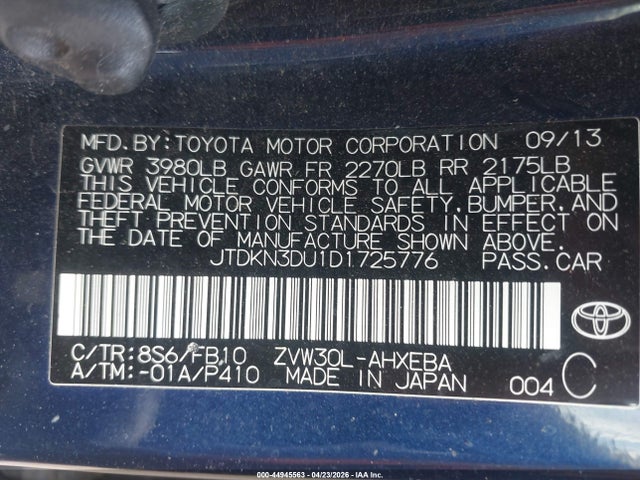 MFD.BY:TOYOTA MOTOR CORPORATION 09/13
GVWR 3980LB GAWR FR 2270LB RR 2175LB
THIS VEHICLE CONFORMS TO ALL APPLICABLE
FEDERAL MOTOR VEHICLE SAFETY,BUMPER,AND
THEFT PREVENTION STANDARDS IN EFFECT ON
THE DATE OF MANUFACTURE SHOWN ABOVE.
JTDKN3DU1D1725776 PASS.CAR
C/TR:8S6/FB10 ZVW30L-AHXEBA
A/TM:-01A/P410 MADE IN JAPAN 004 C
000-44945563 - 04/23/2026 - IAA Inc.